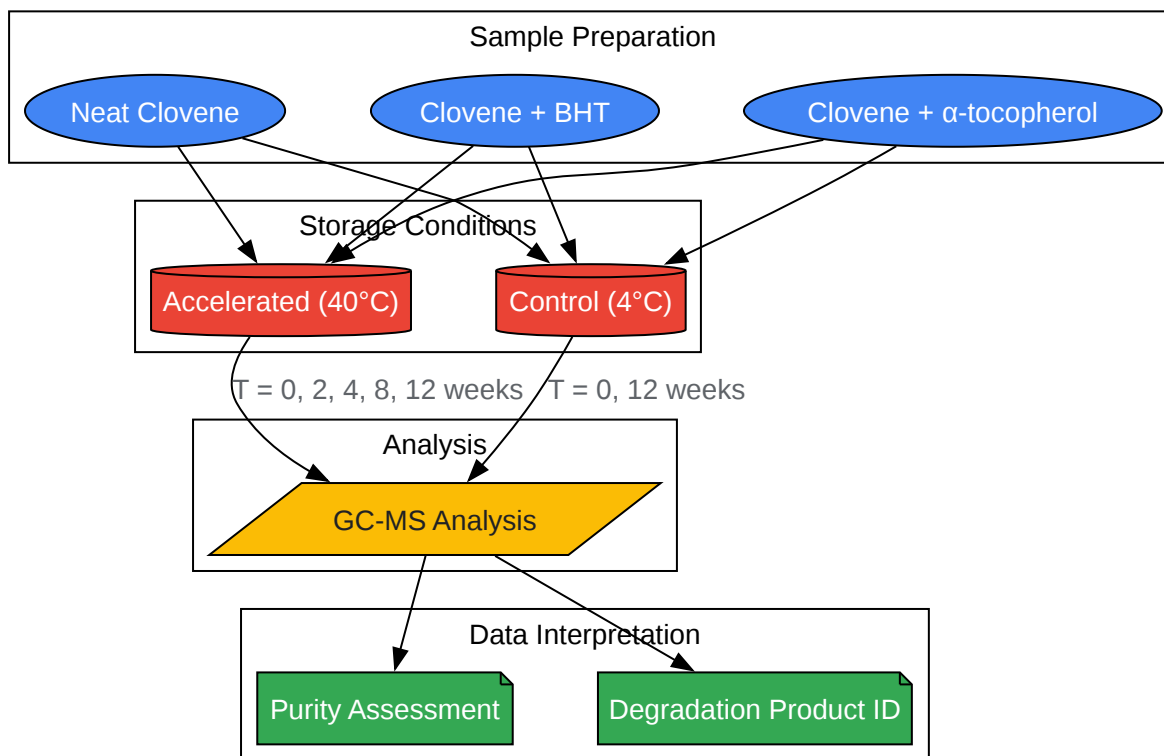 Sample Preparation
Neat Clovene
Clovene + BHT
Clovene + α-tocopherol
Storage Conditions
Accelerated (40°C)
Control (4°C)
T = 0, 2, 4, 8, 12 weeks
T = 0, 12 weeks
Analysis
GC-MS Analysis
Data Interpretation
Purity Assessment
Degradation Product ID